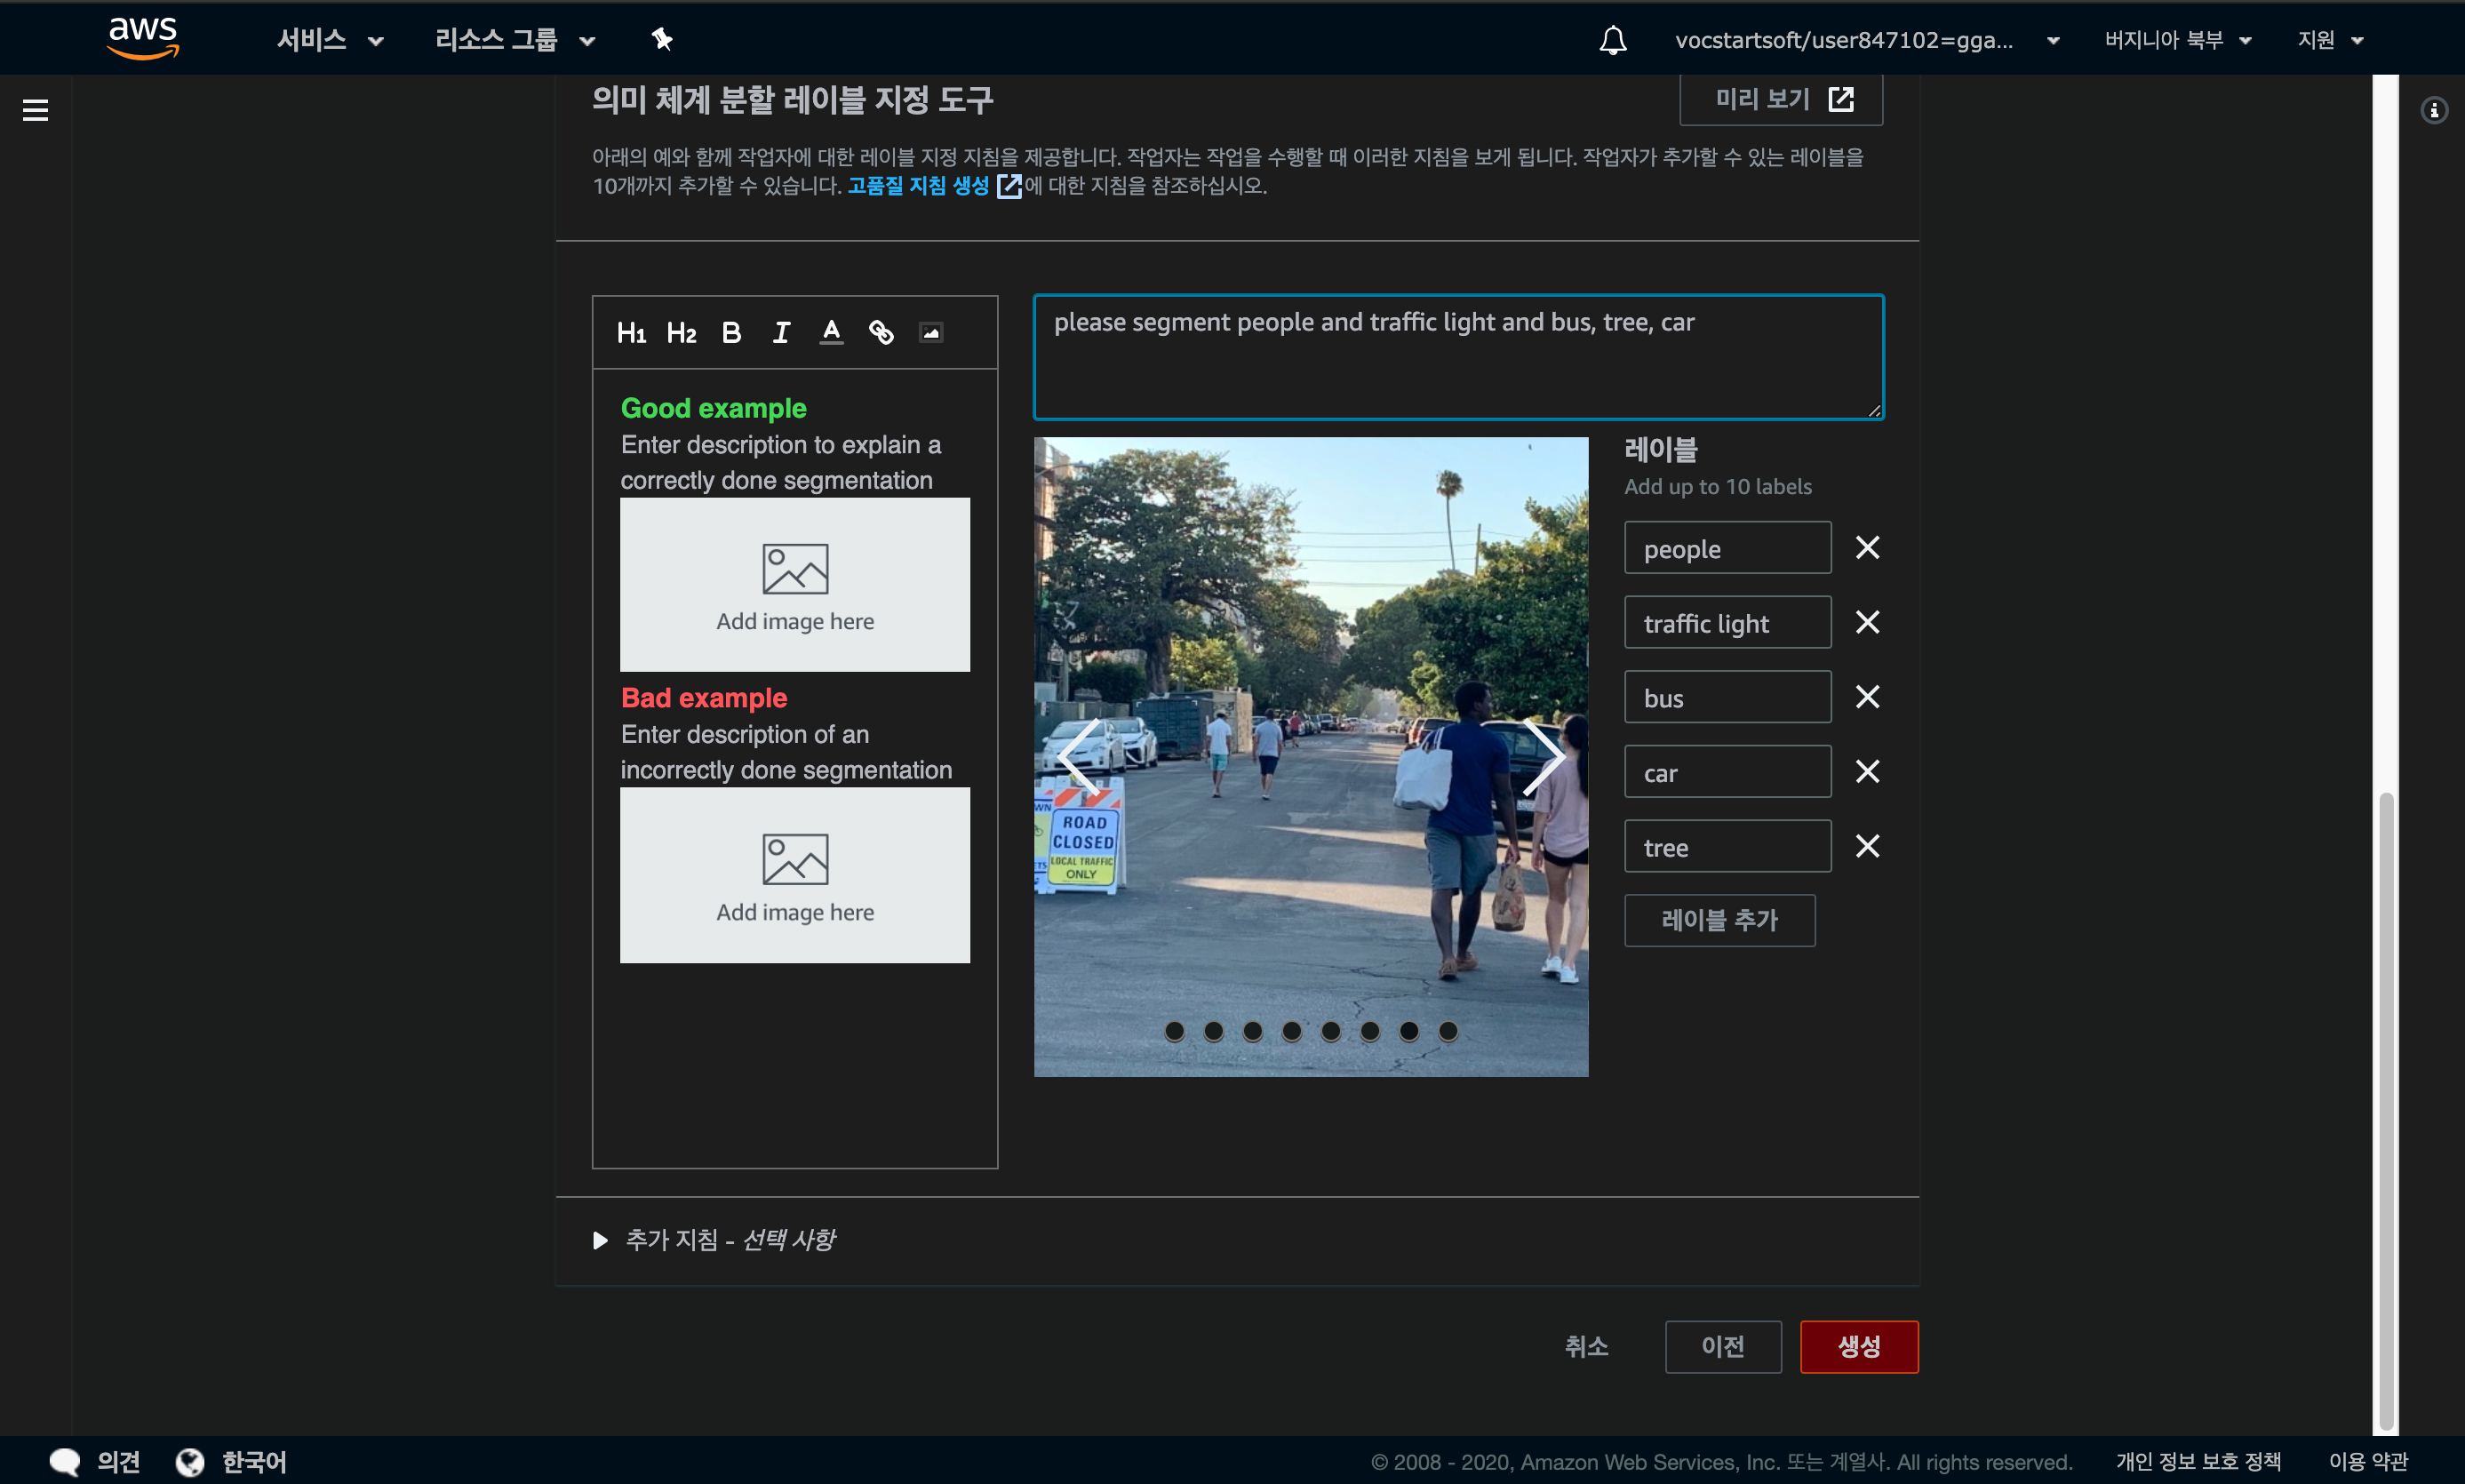 aws
서비스
리소스 그룹
vocstartsoft/user847102=gga...
버지니아 북부
지원
의미 체계 분할 레이블 지정 도구
미리 보기
아래의 예와 함께 작업자에 대한 레이블 지정 지침을 제공합니다. 작업자는 작업을 수행할 때 이러한 지침을 보게 됩니다. 작업자가 추가할 수 있는 레이블을
10개까지 추가할 수 있습니다. 고품질 지침 생성 에 대한 지침을 참조하십시오.
H1 H2 B I A
Good example
Enter description to explain a
correctly done segmentation
Add image here
Bad example
Enter description of an
incorrectly done segmentation
Add image here
please segment people and traffic light and bus, tree, car
ROAD
CLOSED
LOCAL TRAFFIC
ONLY
레이블
Add up to 10 labels
people
traffic light
bus
car
tree
레이블 추가
추가 지침 - 선택 사항
취소
이전
생성
의견
한국어
© 2008 - 2020, Amazon Web Services, Inc. 또는 계열사. All rights reserved.
개인 정보 보호 정책
이용 약관